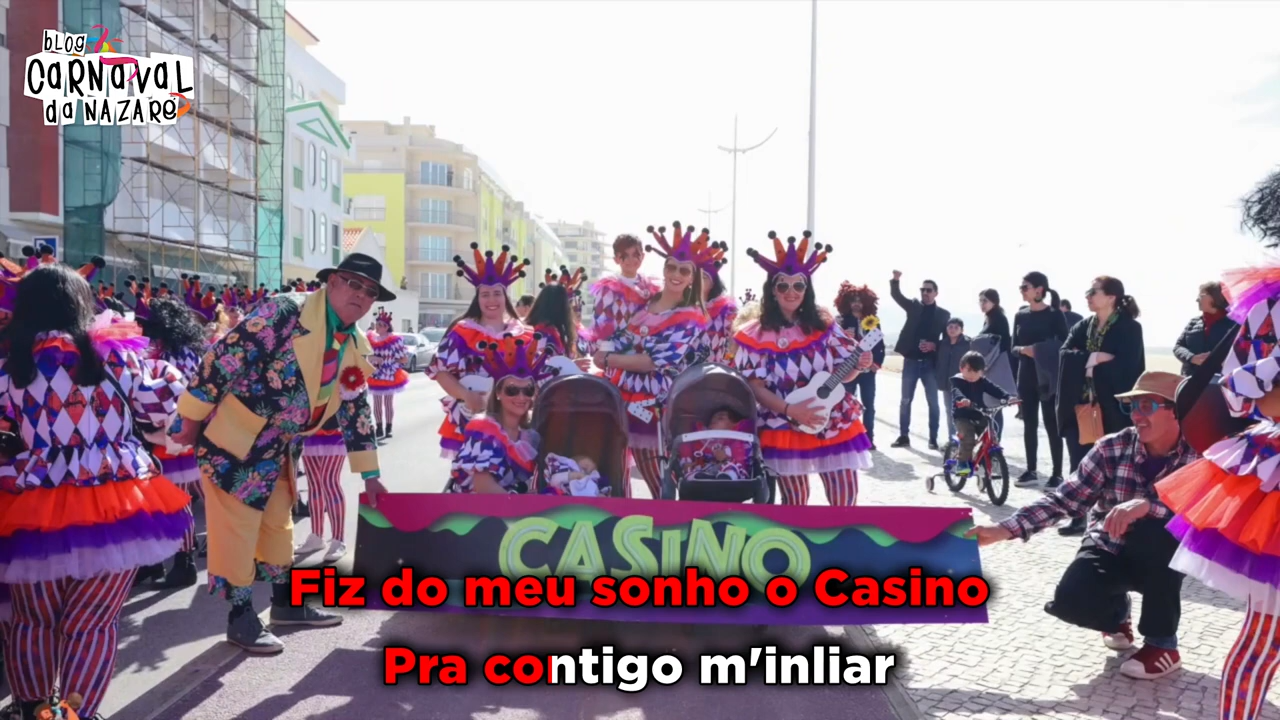 BLOG
CARNAVAL
da NAZARÉ
CASINO
Fiz do meu sonho o Casino
Pra contigo m'inliar